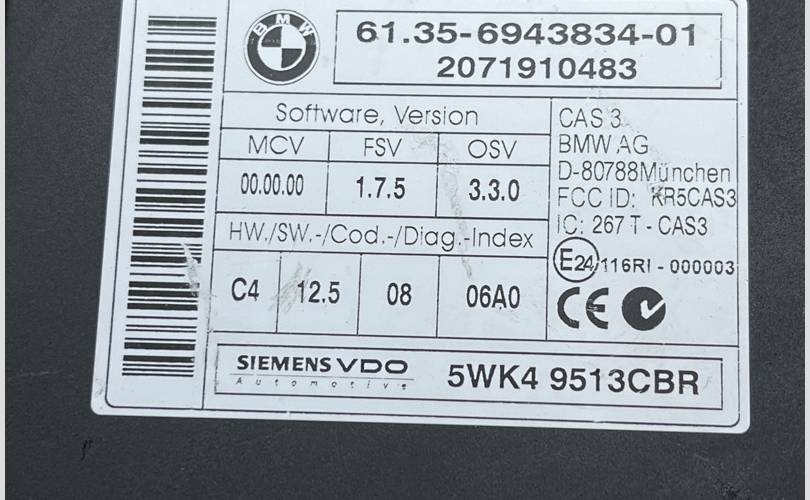 BMW
61.35-6943834-01
2071910483
Software, Version
MCV FSV OSV
00.00.00 1.7.5 3.3.0
HW./SW.-/Cod.-/Diag.-Index
C4 12.5 08 06A0
CAS 3
BMW AG
D-80788München
FCC ID: KR5CAS3
IC: 267 T - CAS3
E24 116RI - 000003
CE
SIEMENS VDO
Automotive
5WK4 9513CBR